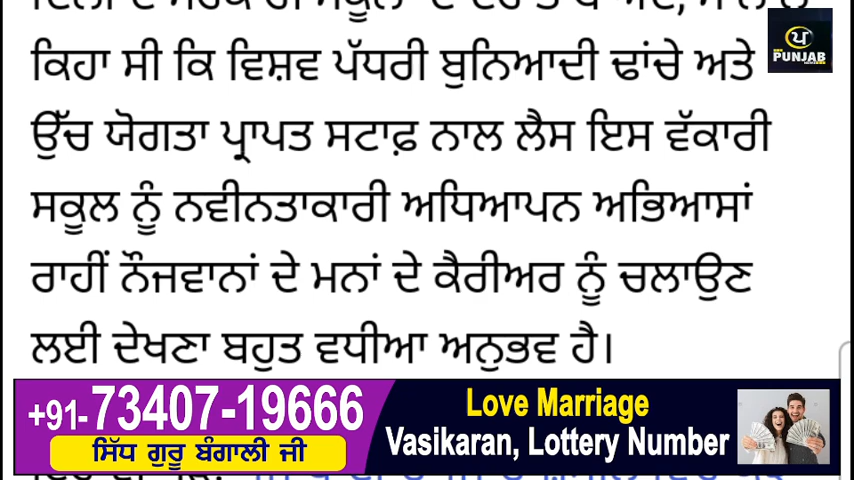 ਪ
PUNJAB
ਕਿਹਾ ਸੀ ਕਿ ਵਿਸ਼ਵ ਪੱਧਰੀ ਬੁਨਿਆਦੀ ਢਾਂਚੇ ਅਤੇ
ਉੱਚ ਯੋਗਤਾ ਪ੍ਰਾਪਤ ਸਟਾਫ਼ ਨਾਲ ਲੈਸ ਇਸ ਵੱਕਾਰੀ
ਸਕੂਲ ਨੂੰ ਨਵੀਨਤਾਕਾਰੀ ਅਧਿਆਪਨ ਅਭਿਆਸਾਂ
ਰਾਹੀਂ ਨੌਜਵਾਨਾਂ ਦੇ ਮਨਾਂ ਦੇ ਕੈਰੀਅਰ ਨੂੰ ਚਲਾਉਣ
ਲਈ ਦੇਖਣਾ ਬਹੁਤ ਵਧੀਆ ਅਨੁਭਵ ਹੈ।
+91-73407-19666
ਸਿੱਧ ਗੁਰੂ ਬੰਗਾਲੀ ਜੀ
Love Marriage
Vasikaran, Lottery Number